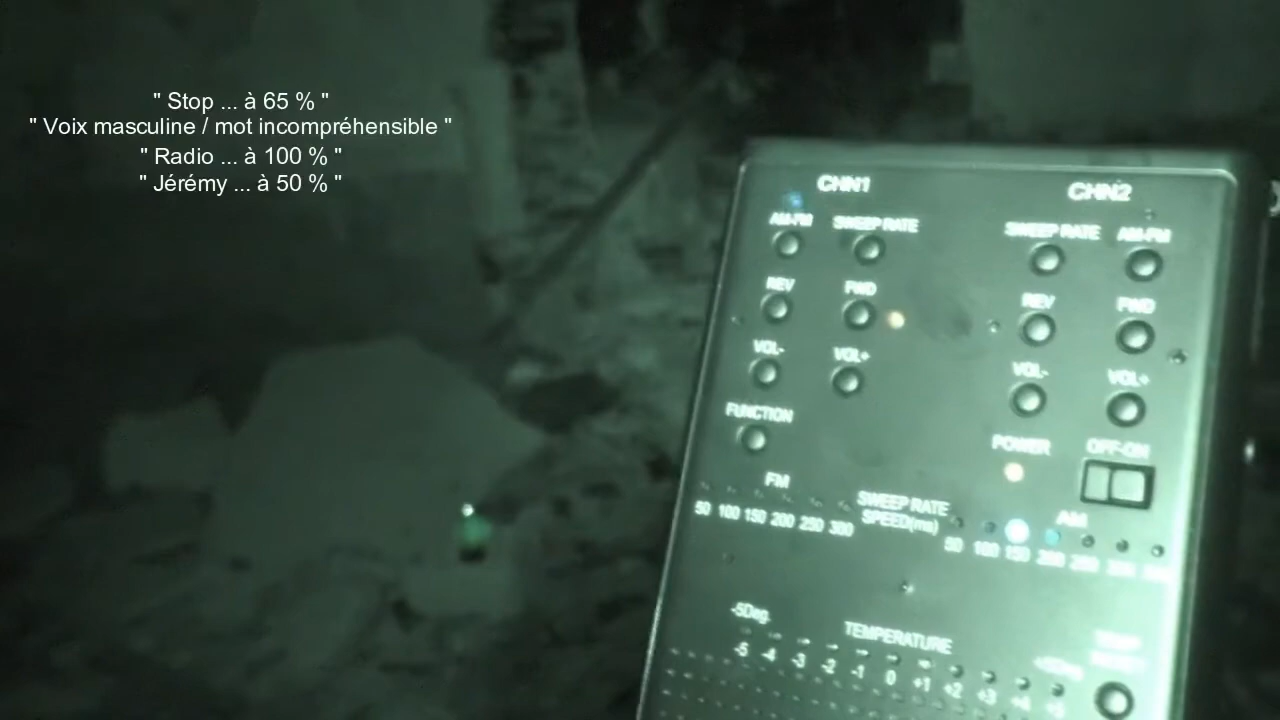 " Stop ... à 65 % "
" Voix masculine / mot incompréhensible "
" Radio ... à 100 % "
" Jérémy ... à 50 % "
CHN1 CHN2
AM-FM SWEEP RATE SWEEP RATE AM-FM
REV FWD REV FWD
VOL- VOL+ VOL- VOL+
FUNCTION POWER OFF-ON
FM SWEEP RATE SPEED(ms) AM
50 100 150 200 250 300 50 100 150 200 250 300
-5Deg. TEMPERATURE
-5 -4 -3 -2 -1 0 +1 +2 +3 +4 +5